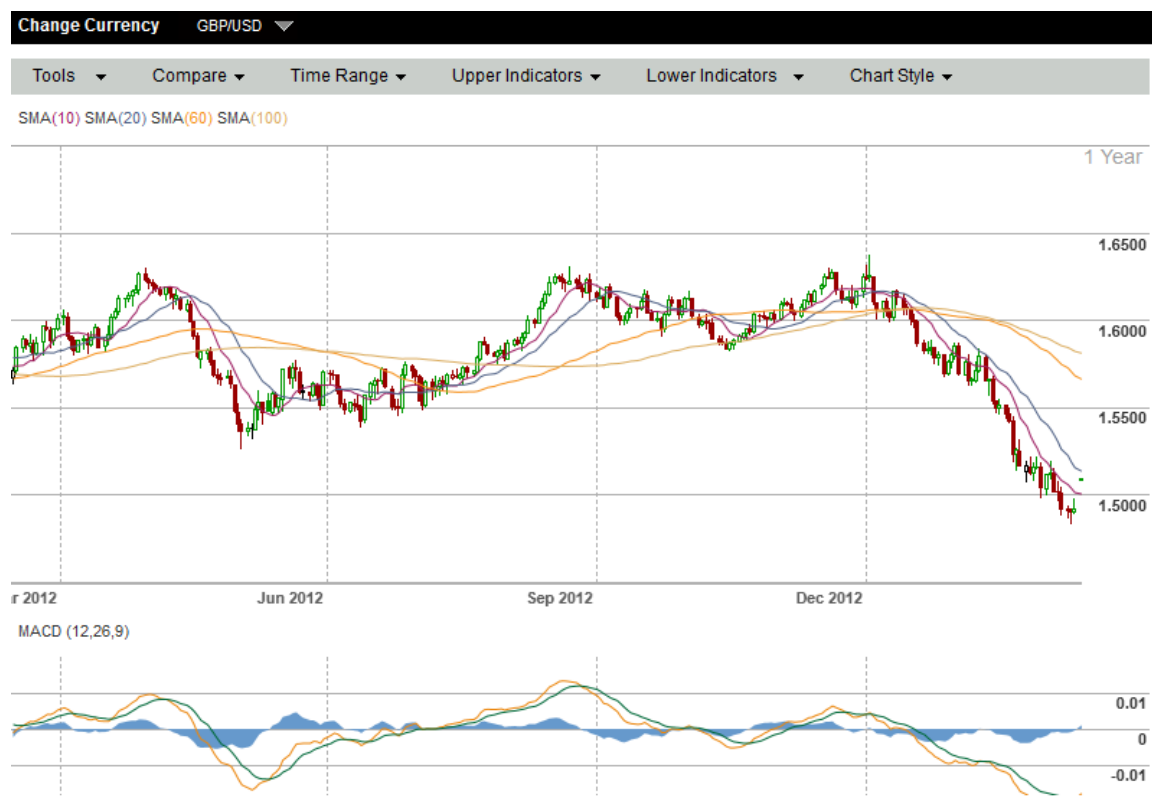 Change Currency GBP/USD
Tools Compare Time Range Upper Indicators Lower Indicators Chart Style
SMA(10) SMA(20) SMA(60) SMA(100)
1 Year
1.6500
1.6000
1.5500
1.5000
r 2012 Jun 2012 Sep 2012 Dec 2012
MACD (12,26,9)
0.01
0
-0.01